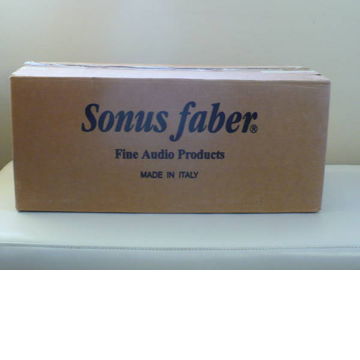 Sonus faber®
Fine Audio Products
MADE IN ITALY